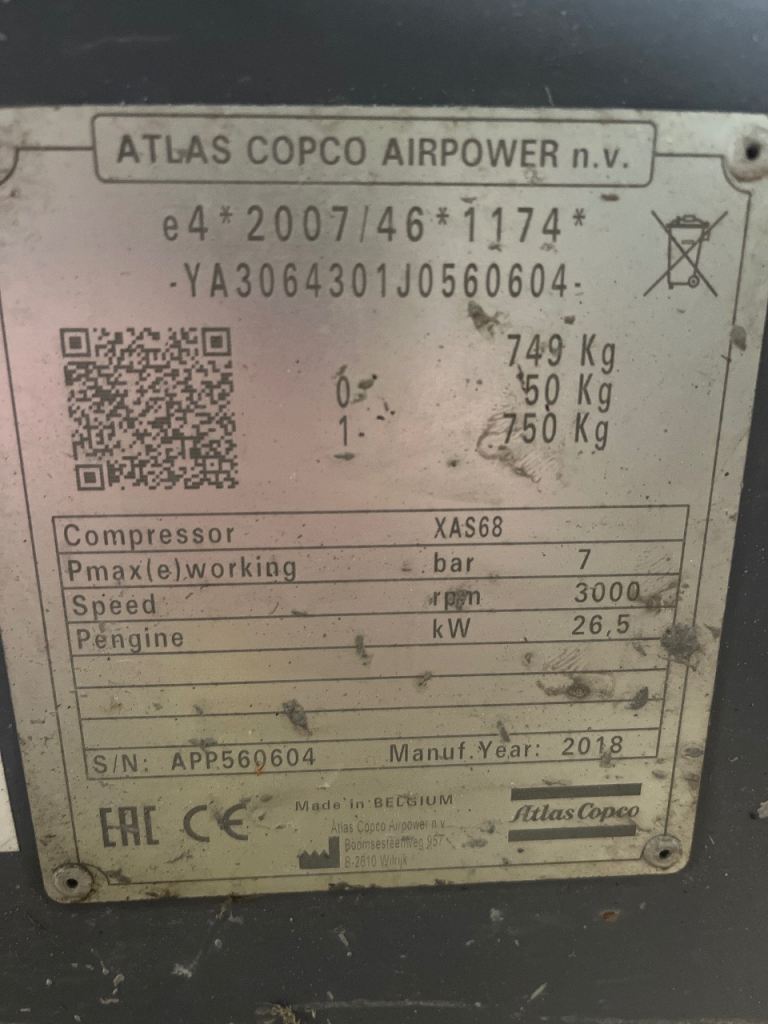 ATLAS COPCO AIRPOWER n.v.
e4*2007/46*1174*
-YA3064301J0560604-
749 Kg
0- 50 Kg
1- 750 Kg
Compressor XAS68
Pmax(e)working bar 7
Speed rpm 3000
Pengine kW 26,5
S/N: APP560604 Manuf.Year: 2018
Made in BELGIUM
EAC CE
Atlas Copco
Atlas Copco Airpower n.v.
Boomsesteenweg 957
B-2610 Wilrijk